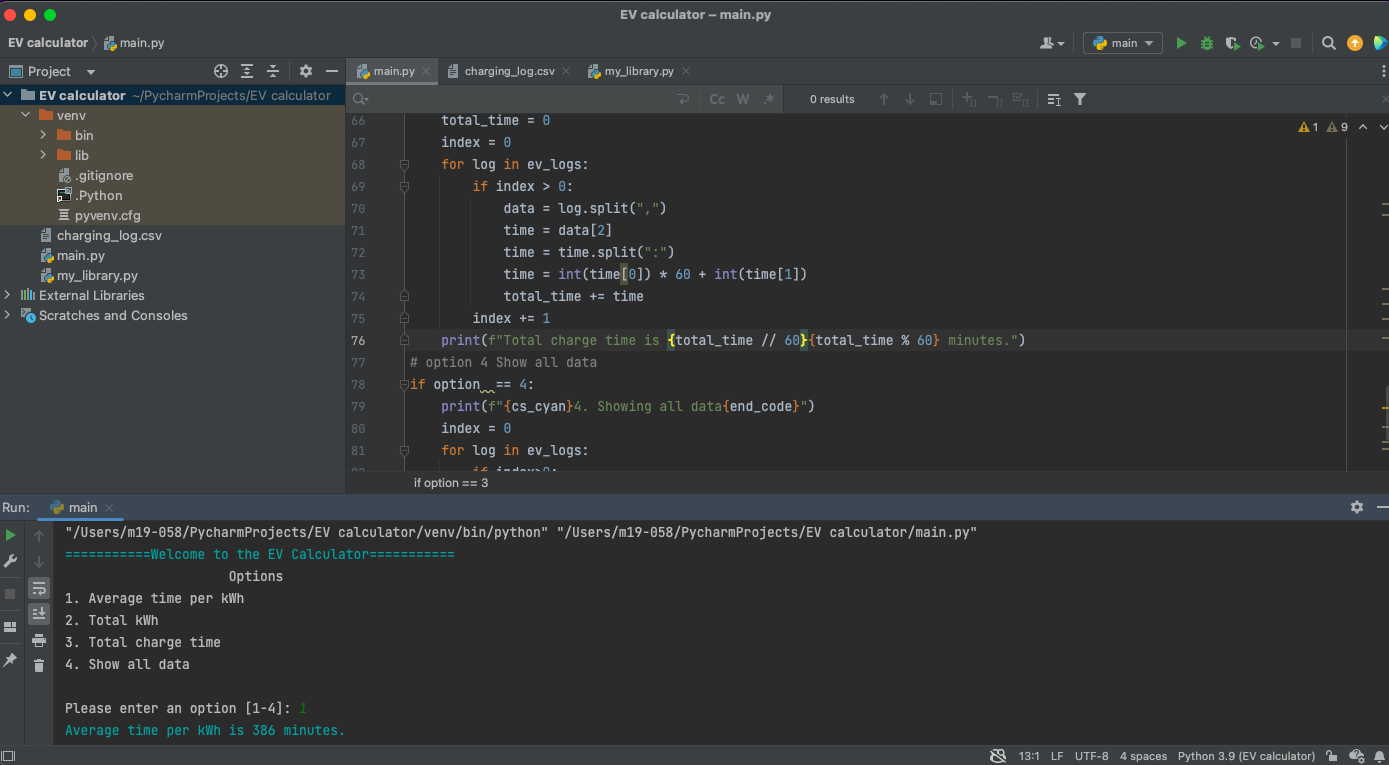 EV calculator – main.py
EV calculator
main.py
main
Project
main.py
charging_log.csv
my_library.py
EV calculator ~/PycharmProjects/EV calculator
venv
bin
lib
.gitignore
.Python
pyvenv.cfg
charging_log.csv
main.py
my_library.py
External Libraries
Scratches and Consoles
Cc W .*
0 results
1 9
66 total_time = 0
67 index = 0
68 for log in ev_logs:
69 if index > 0:
70 data = log.split(",")
71 time = data[2]
72 time = time.split(":")
73 time = int(time[0]) * 60 + int(time[1])
74 total_time += time
75 index += 1
76 print(f"Total charge time is {total_time // 60}{total_time % 60} minutes.")
77 # option 4 Show all data
78 if option  == 4:
79 print(f"{cs_cyan}4. Showing all data{end_code}")
80 index = 0
81 for log in ev_logs:
if index>0:
if option == 3
Run:
main
"/Users/m19-058/PycharmProjects/EV calculator/venv/bin/python" "/Users/m19-058/PycharmProjects/EV calculator/main.py"
===========Welcome to the EV Calculator===========
Options
1. Average time per kWh
2. Total kWh
3. Total charge time
4. Show all data
Please enter an option [1-4]: 1
Average time per kWh is 386 minutes.
13:1 LF UTF-8 4 spaces Python 3.9 (EV calculator)